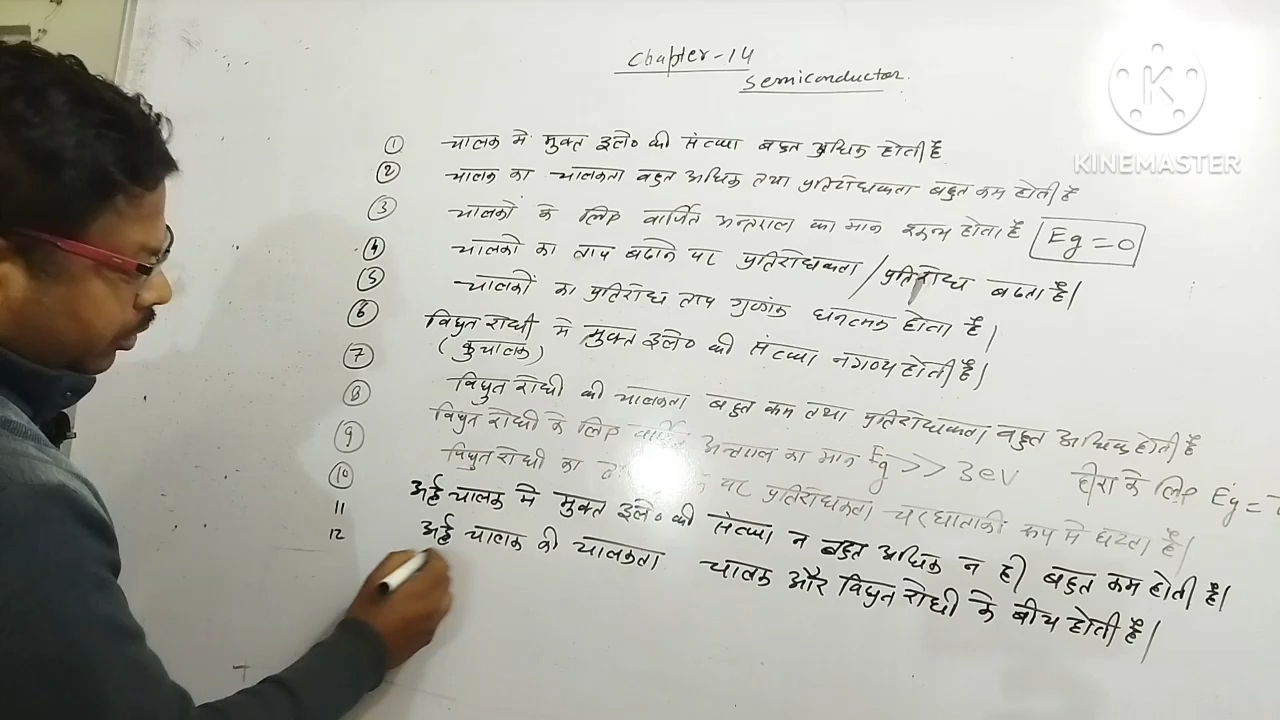 Chapter-14
Semiconductor.
① चालक मे मुक्त इले० की संख्या बहुत अधिक होती है
② चालक का चालकता बहुत अधिक तथा प्रतिरोधकता बहुत कम होती है
③ चालकों के लिए वर्जित अन्तराल का मान शून्य होता है Eg = 0
④ चालको का ताप बढाने पर प्रतिरोधकता / प्रतिरोध बढता है।
⑤ चालकों का प्रतिरोध ताप गुणांक धनात्मक होता है।
⑥ विद्युत रोधी मे मुक्त इले० की संख्या नगण्य होती है।
(कुचालक)
⑦ विद्युत रोधी की चालकता बहुत कम तथा प्रतिरोधकता बहुत अधिक होती है
⑧ विद्युत रोधी के लिए वर्जित अन्तराल का मान Eg >> 3eV हीरा के लिए Eg =
⑨ विद्युत रोधी का पर प्रतिरोधकता चरघाताकी रूप मे घटता है।
⑩ अर्द्ध चालक मे मुक्त इले० की संख्या न बहुत अधिक न ही बहुत कम होती है।
11 अर्द्ध चालक की चालकता चालक और विद्युत रोधी के बीच होती है।
12
KINEMASTER